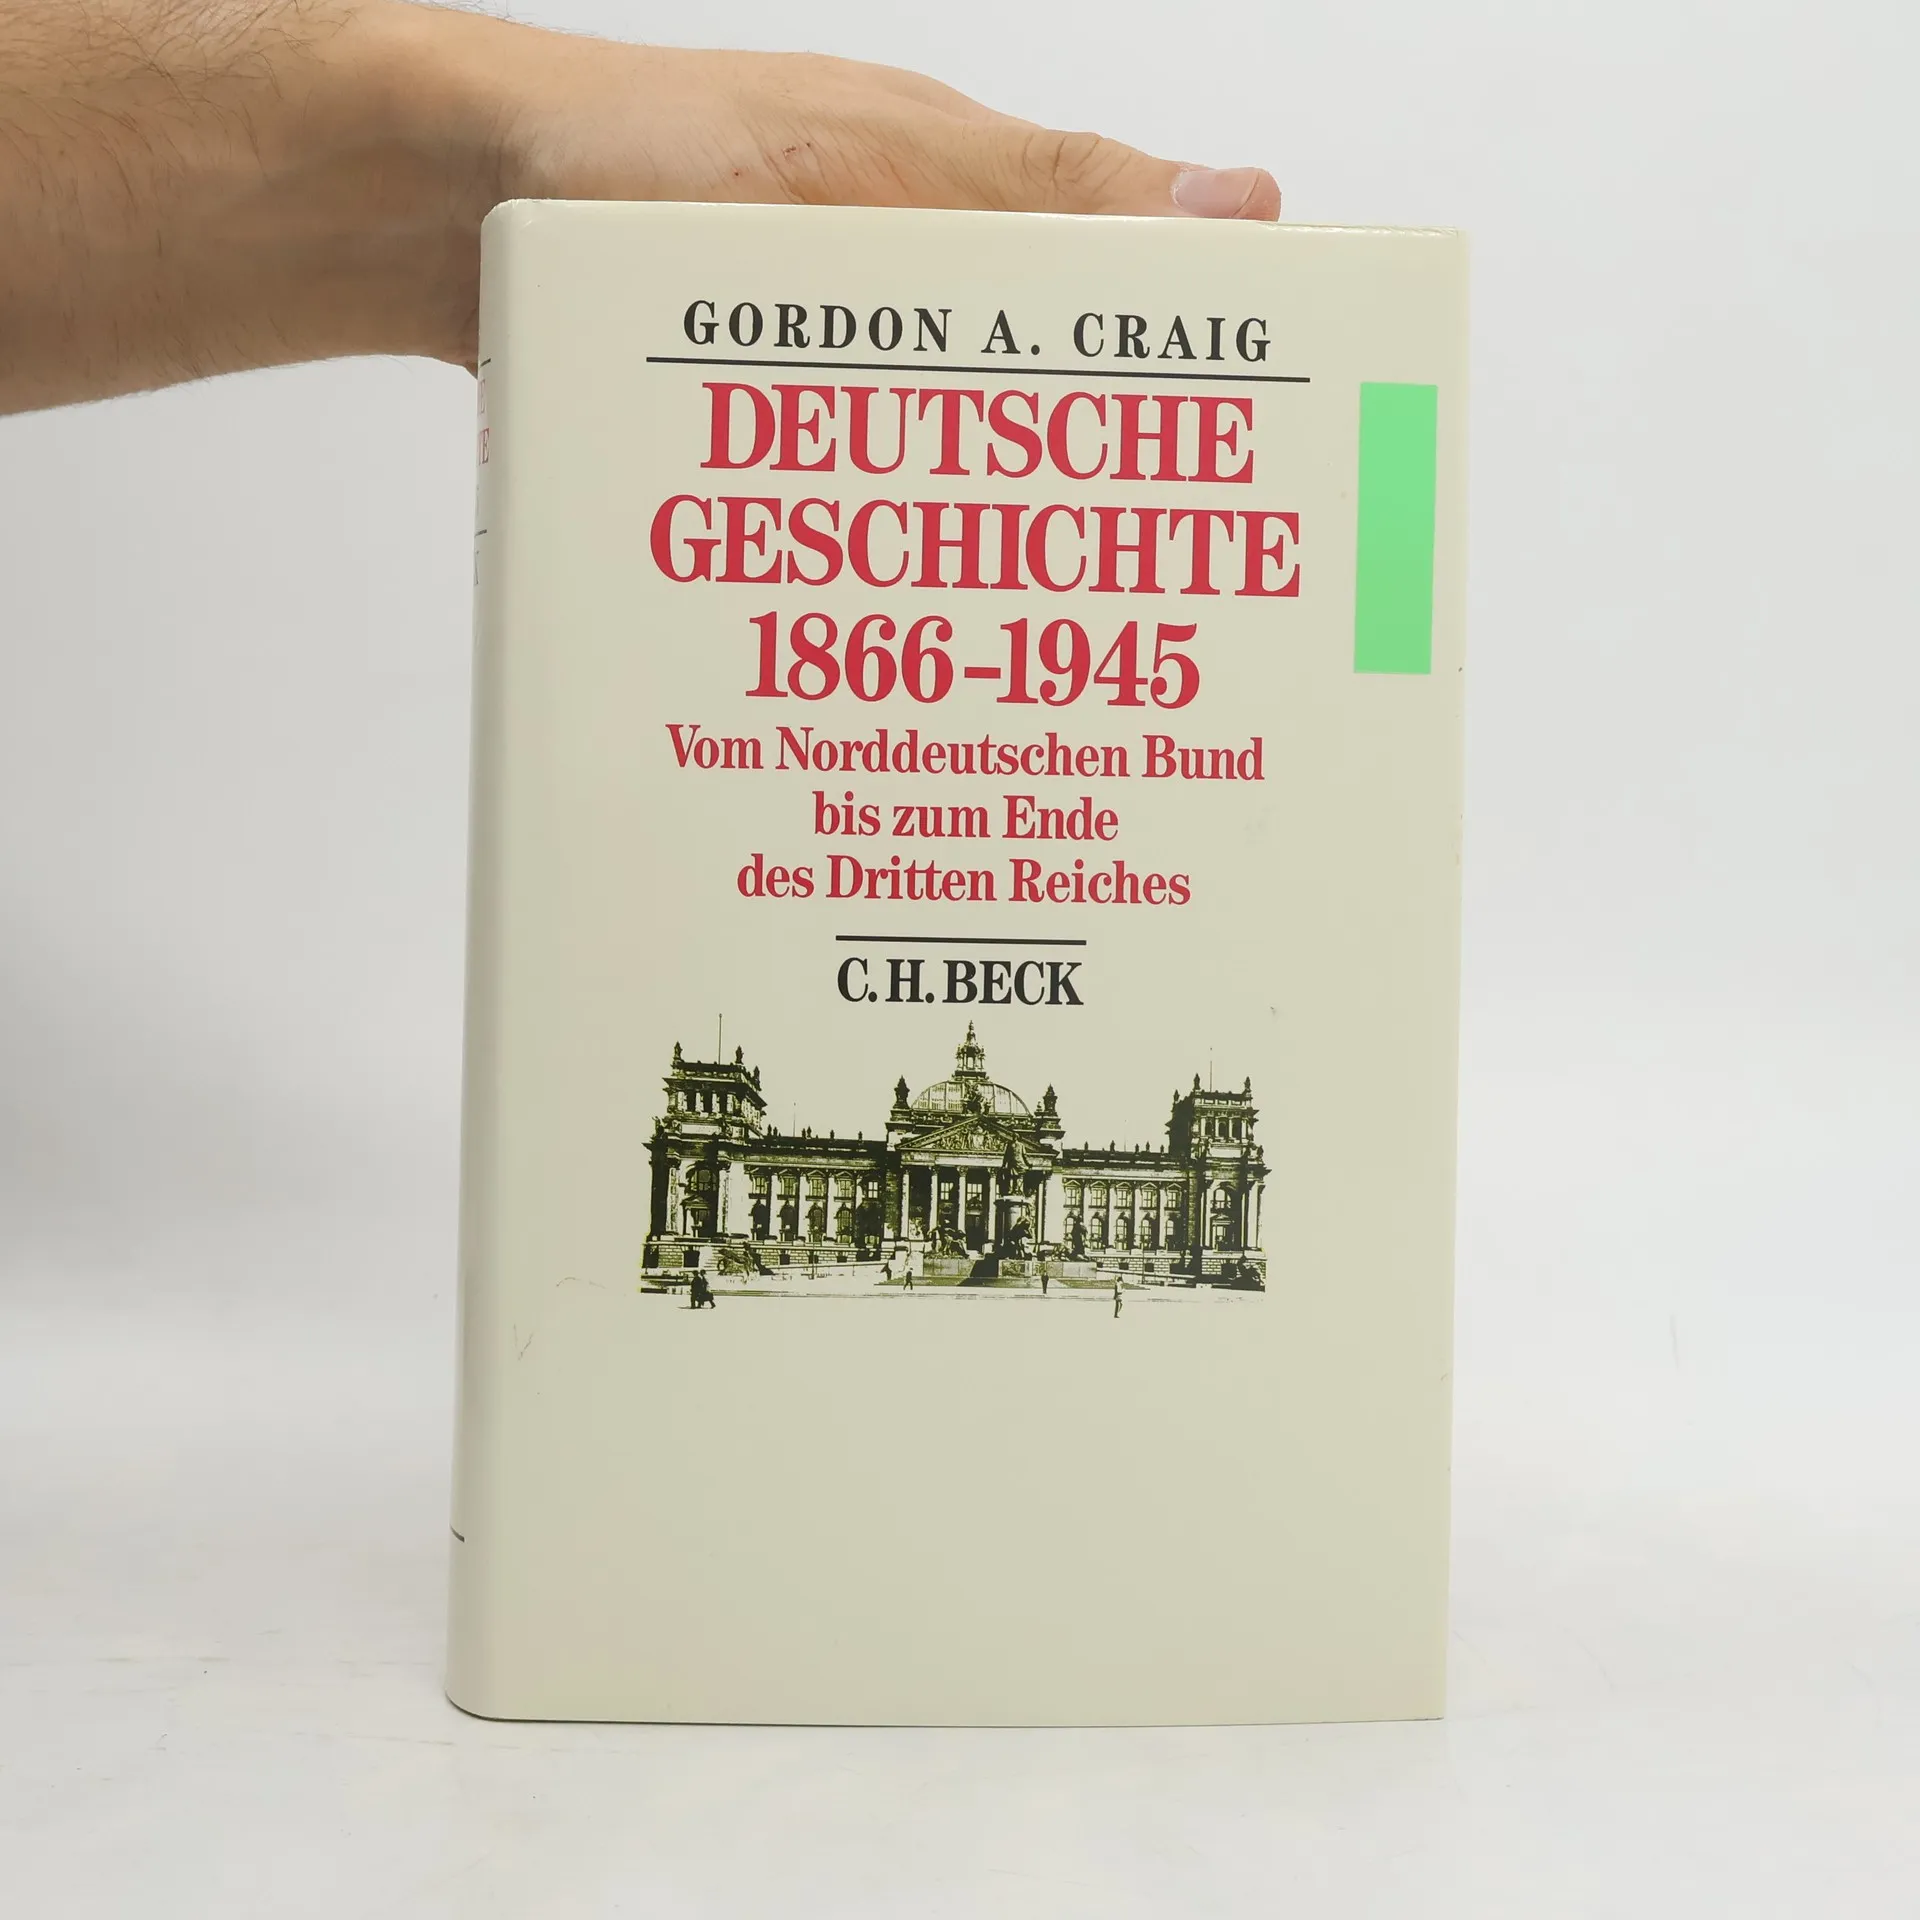 GORDON A. CRAIG
DEUTSCHE
GESCHICHTE
1866–1945
Vom Norddeutschen Bund
bis zum Ende
des Dritten Reiches
C.H.BECK